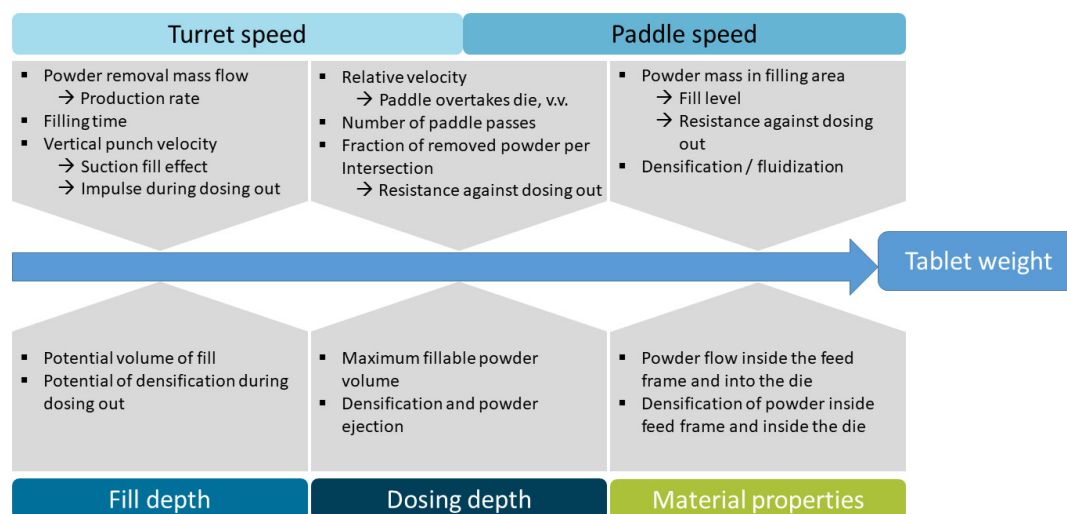 Turret speed
Paddle speed
▪ Powder removal mass flow
→ Production rate
▪ Filling time
▪ Vertical punch velocity
→ Suction fill effect
→ Impulse during dosing out
▪ Relative velocity
→ Paddle overtakes die, v.v.
▪ Number of paddle passes
▪ Fraction of removed powder per
Intersection
→ Resistance against dosing out
▪ Powder mass in filling area
→ Fill level
→ Resistance against dosing
out
▪ Densification / fluidization
Tablet weight
▪ Potential volume of fill
▪ Potential of densification during
dosing out
▪ Maximum fillable powder
volume
▪ Densification and powder
ejection
▪ Powder flow inside the feed
frame and into the die
▪ Densification of powder inside
feed frame and inside the die
Fill depth
Dosing depth
Material properties